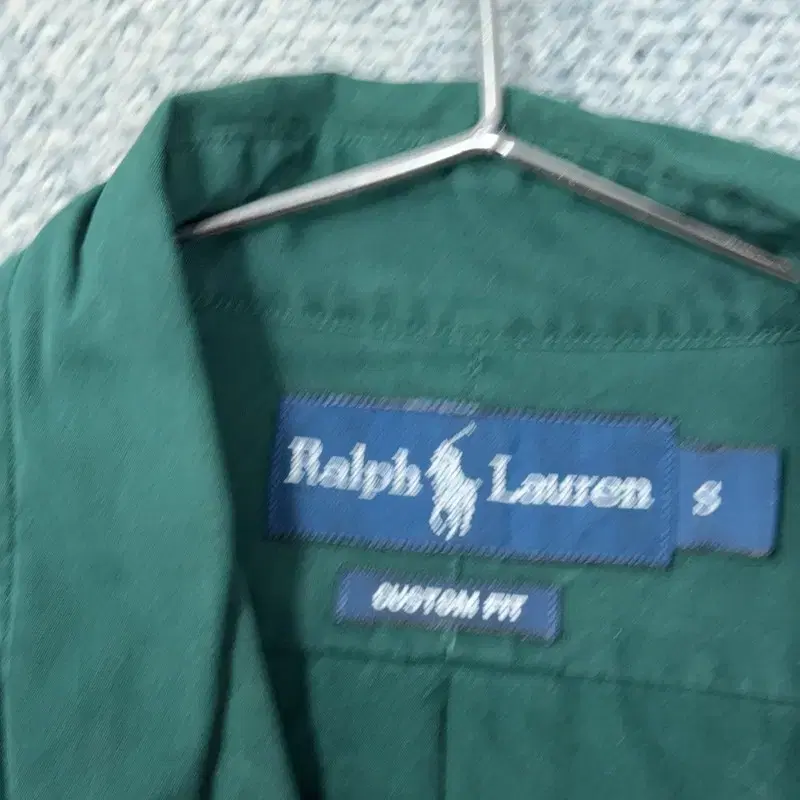 Ralph Lauren
S
CUSTOM FIT